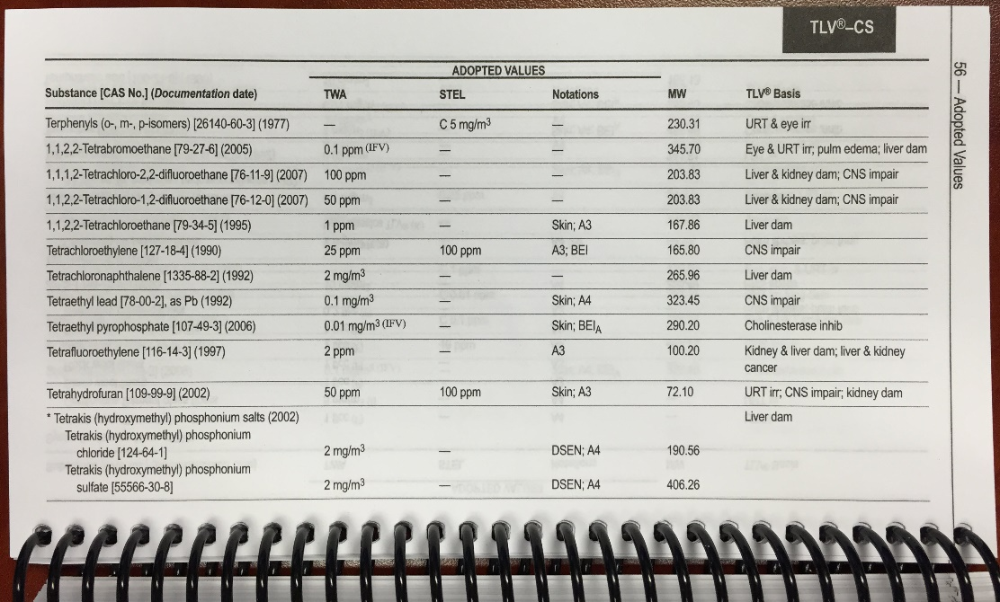 TLV®–CS
56 — Adopted Values
ADOPTED VALUES
Substance [CAS No.] (Documentation date) TWA STEL Notations MW TLV® Basis
Terphenyls (o-, m-, p-isomers) [26140-60-3] (1977) — C 5 mg/m³ — 230.31 URT & eye irr
1,1,2,2-Tetrabromoethane [79-27-6] (2005) 0.1 ppm (IFV) — — 345.70 Eye & URT irr; pulm edema; liver dam
1,1,1,2-Tetrachloro-2,2-difluoroethane [76-11-9] (2007) 100 ppm — — 203.83 Liver & kidney dam; CNS impair
1,1,2,2-Tetrachloro-1,2-difluoroethane [76-12-0] (2007) 50 ppm — — 203.83 Liver & kidney dam; CNS impair
1,1,2,2-Tetrachloroethane [79-34-5] (1995) 1 ppm — Skin; A3 167.86 Liver dam
Tetrachloroethylene [127-18-4] (1990) 25 ppm 100 ppm A3; BEI 165.80 CNS impair
Tetrachloronaphthalene [1335-88-2] (1992) 2 mg/m³ — — 265.96 Liver dam
Tetraethyl lead [78-00-2], as Pb (1992) 0.1 mg/m³ — Skin; A4 323.45 CNS impair
Tetraethyl pyrophosphate [107-49-3] (2006) 0.01 mg/m³ (IFV) — Skin; BEIA 290.20 Cholinesterase inhib
Tetrafluoroethylene [116-14-3] (1997) 2 ppm — A3 100.20 Kidney & liver dam; liver & kidney
cancer
Tetrahydrofuran [109-99-9] (2002) 50 ppm 100 ppm Skin; A3 72.10 URT irr; CNS impair; kidney dam
* Tetrakis (hydroxymethyl) phosphonium salts (2002) Liver dam
Tetrakis (hydroxymethyl) phosphonium
chloride [124-64-1] 2 mg/m³ — DSEN; A4 190.56
Tetrakis (hydroxymethyl) phosphonium
sulfate [55566-30-8] 2 mg/m³ — DSEN; A4 406.26